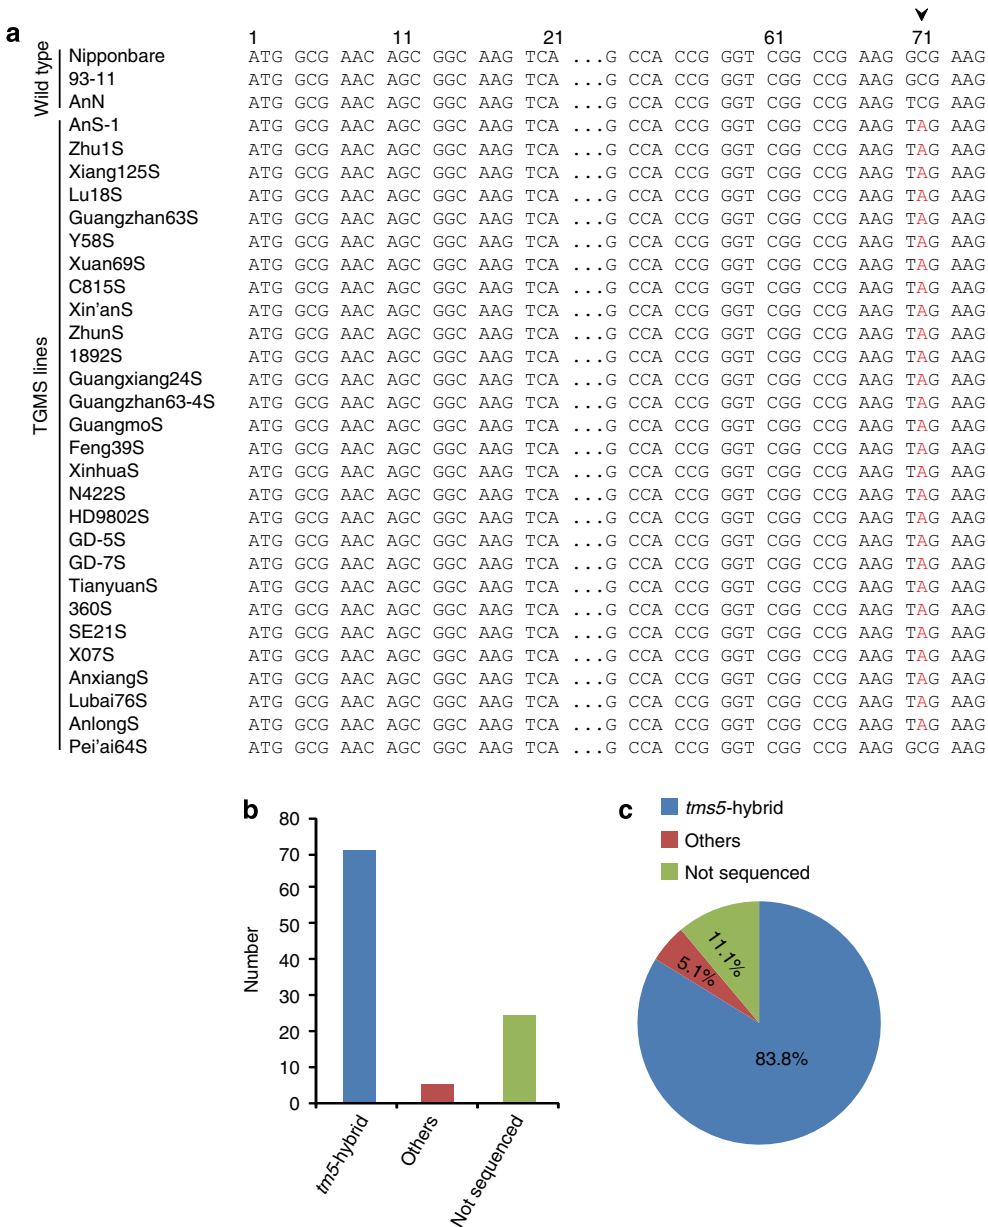 a
1 11 21 61 71
Wild type
Nipponbare ATG GCG AAC AGC GGC AAG TCA ...G CCA CCG GGT CGG CCG AAG GCG AAG
93-11 ATG GCG AAC AGC GGC AAG TCA ...G CCA CCG GGT CGG CCG AAG GCG AAG
AnN ATG GCG AAC AGC GGC AAG TCA ...G CCA CCG GGT CGG CCG AAG TCG AAG
TGMS lines
AnS-1 ATG GCG AAC AGC GGC AAG TCA ...G CCA CCG GGT CGG CCG AAG TAG AAG
Zhu1S ATG GCG AAC AGC GGC AAG TCA ...G CCA CCG GGT CGG CCG AAG TAG AAG
Xiang125S ATG GCG AAC AGC GGC AAG TCA ...G CCA CCG GGT CGG CCG AAG TAG AAG
Lu18S ATG GCG AAC AGC GGC AAG TCA ...G CCA CCG GGT CGG CCG AAG TAG AAG
Guangzhan63S ATG GCG AAC AGC GGC AAG TCA ...G CCA CCG GGT CGG CCG AAG TAG AAG
Y58S ATG GCG AAC AGC GGC AAG TCA ...G CCA CCG GGT CGG CCG AAG TAG AAG
Xuan69S ATG GCG AAC AGC GGC AAG TCA ...G CCA CCG GGT CGG CCG AAG TAG AAG
C815S ATG GCG AAC AGC GGC AAG TCA ...G CCA CCG GGT CGG CCG AAG TAG AAG
Xin'anS ATG GCG AAC AGC GGC AAG TCA ...G CCA CCG GGT CGG CCG AAG TAG AAG
ZhunS ATG GCG AAC AGC GGC AAG TCA ...G CCA CCG GGT CGG CCG AAG TAG AAG
1892S ATG GCG AAC AGC GGC AAG TCA ...G CCA CCG GGT CGG CCG AAG TAG AAG
Guangxiang24S ATG GCG AAC AGC GGC AAG TCA ...G CCA CCG GGT CGG CCG AAG TAG AAG
Guangzhan63-4S ATG GCG AAC AGC GGC AAG TCA ...G CCA CCG GGT CGG CCG AAG TAG AAG
GuangmoS ATG GCG AAC AGC GGC AAG TCA ...G CCA CCG GGT CGG CCG AAG TAG AAG
Feng39S ATG GCG AAC AGC GGC AAG TCA ...G CCA CCG GGT CGG CCG AAG TAG AAG
XinhuaS ATG GCG AAC AGC GGC AAG TCA ...G CCA CCG GGT CGG CCG AAG TAG AAG
N422S ATG GCG AAC AGC GGC AAG TCA ...G CCA CCG GGT CGG CCG AAG TAG AAG
HD9802S ATG GCG AAC AGC GGC AAG TCA ...G CCA CCG GGT CGG CCG AAG TAG AAG
GD-5S ATG GCG AAC AGC GGC AAG TCA ...G CCA CCG GGT CGG CCG AAG TAG AAG
GD-7S ATG GCG AAC AGC GGC AAG TCA ...G CCA CCG GGT CGG CCG AAG TAG AAG
TianyuanS ATG GCG AAC AGC GGC AAG TCA ...G CCA CCG GGT CGG CCG AAG TAG AAG
360S ATG GCG AAC AGC GGC AAG TCA ...G CCA CCG GGT CGG CCG AAG TAG AAG
SE21S ATG GCG AAC AGC GGC AAG TCA ...G CCA CCG GGT CGG CCG AAG TAG AAG
X07S ATG GCG AAC AGC GGC AAG TCA ...G CCA CCG GGT CGG CCG AAG TAG AAG
AnxiangS ATG GCG AAC AGC GGC AAG TCA ...G CCA CCG GGT CGG CCG AAG TAG AAG
Lubai76S ATG GCG AAC AGC GGC AAG TCA ...G CCA CCG GGT CGG CCG AAG TAG AAG
AnlongS ATG GCG AAC AGC GGC AAG TCA ...G CCA CCG GGT CGG CCG AAG TAG AAG
Pei'ai64S ATG GCG AAC AGC GGC AAG TCA ...G CCA CCG GGT CGG CCG AAG GCG AAG
b
Number
80
70
60
50
40
30
20
10
0
tm5-hybrid
Others
Not sequenced
c
tms5-hybrid
Others
Not sequenced
11.1%
5.1%
83.8%